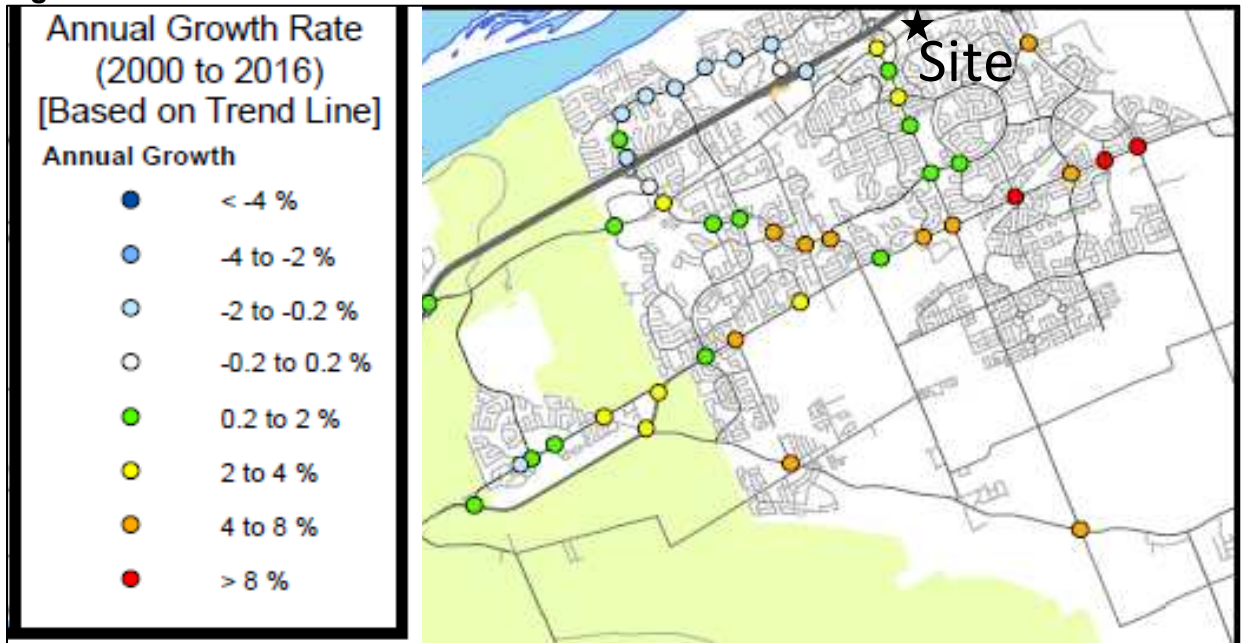 Annual Growth Rate
(2000 to 2016)
[Based on Trend Line]
Annual Growth
< -4 %
-4 to -2 %
-2 to -0.2 %
-0.2 to 0.2 %
0.2 to 2 %
2 to 4 %
4 to 8 %
> 8 %
Site